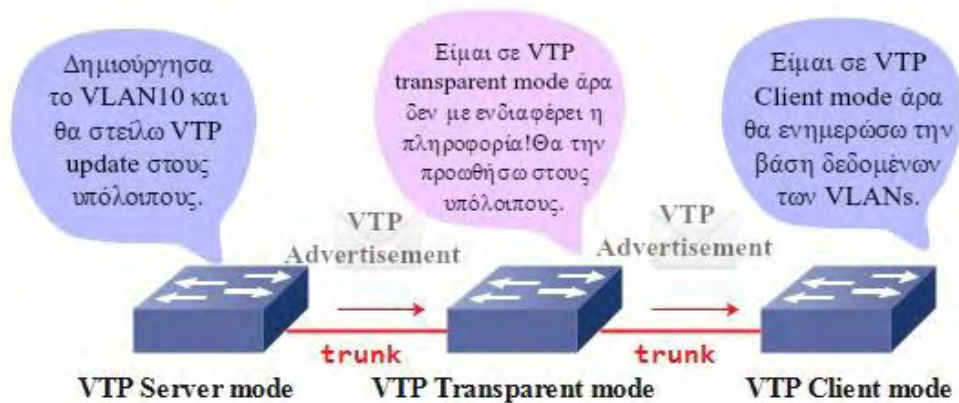 Δημιούργησα
το VLAN10 και
θα στείλω VTP
update στους
υπόλοιπους.
Είμαι σε VTP
transparent mode άρα
δεν με ενδιαφέρει η
πληροφορία!Θα την
προωθήσω στους
υπόλοιπους.
Είμαι σε VTP
Client mode άρα
θα ενημερώσω την
βάση δεδομένων
των VLANs.
VTP
Advertisement
VTP
Advertisement
trunk
trunk
VTP Server mode
VTP Transparent mode
VTP Client mode